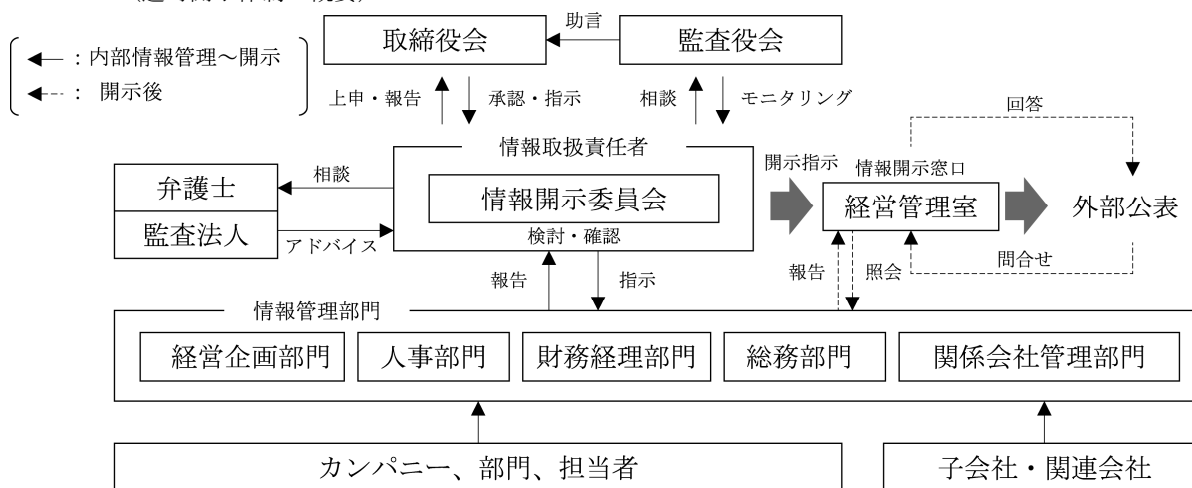 取締役会
助言
監査役会
：内部情報管理～開示
： 開示後
上申・報告
承認・指示
相談
モニタリング
回答
情報取扱責任者
情報開示委員会
検討・確認
開示指示
情報開示窓口
経営管理室
外部公表
弁護士
監査法人
相談
アドバイス
問合せ
報告
指示
報告
照会
情報管理部門
経営企画部門
人事部門
財務経理部門
総務部門
関係会社管理部門
カンパニー、部門、担当者
子会社・関連会社